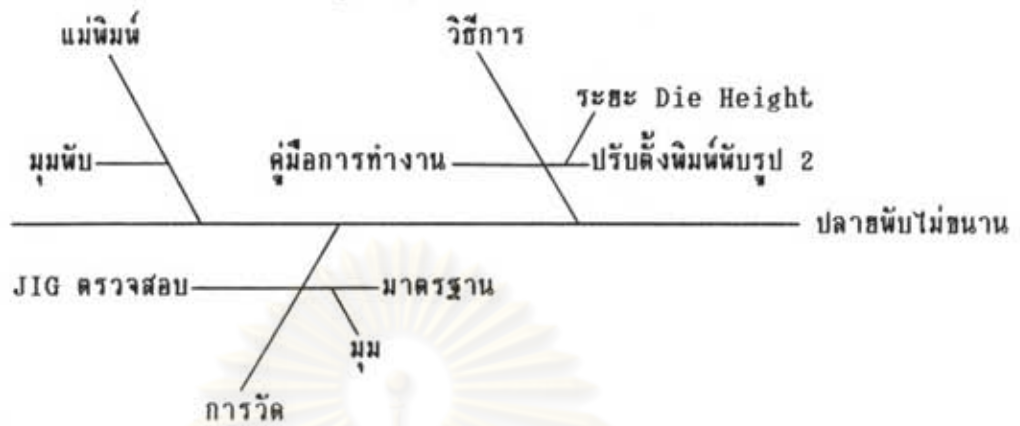 แม่พิมพ์
วิธีการ
ระยะ Die Height
มุมพับ
คู่มือการทำงาน
ปรับตั้งพิมพ์พับรูป 2
ปลายพับไม่ขนาน
JIG ตรวจสอบ
มาตรฐาน
มุม
การวัด